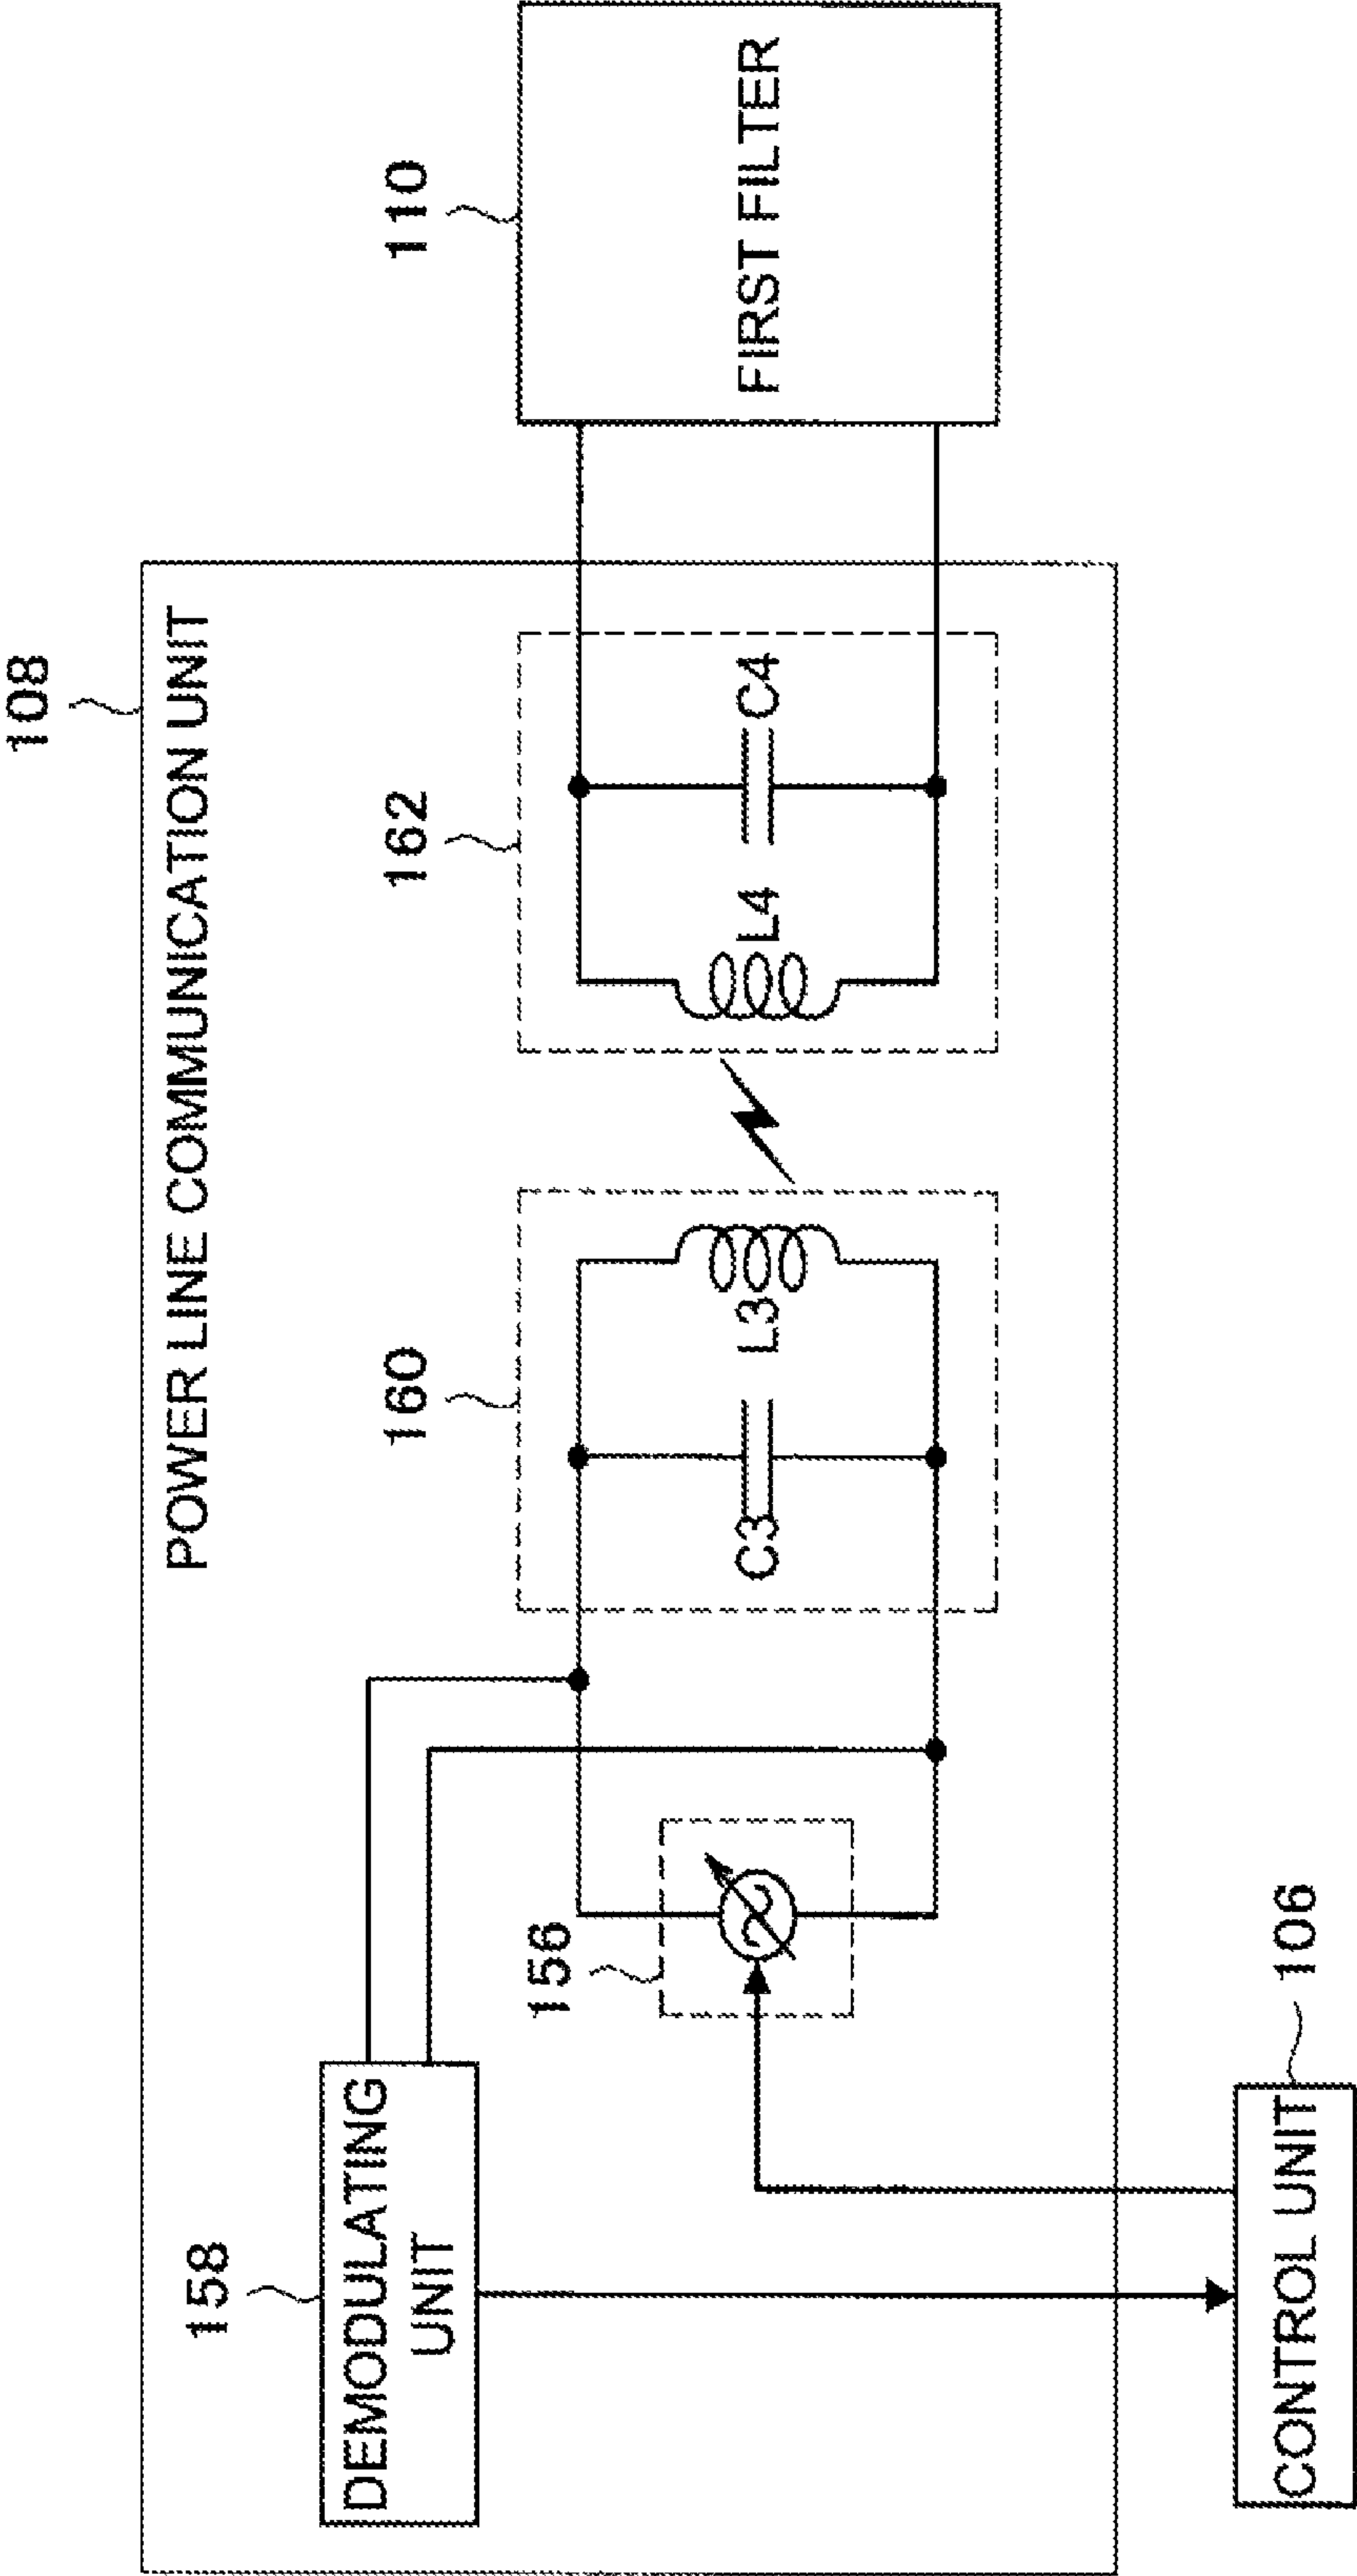 108
POWER LINE COMMUNICATION UNIT
158
DEMODULATING
UNIT
156
160
C3
L3
162
L4
C4
110
FIRST FILTER
CONTROL UNIT
106